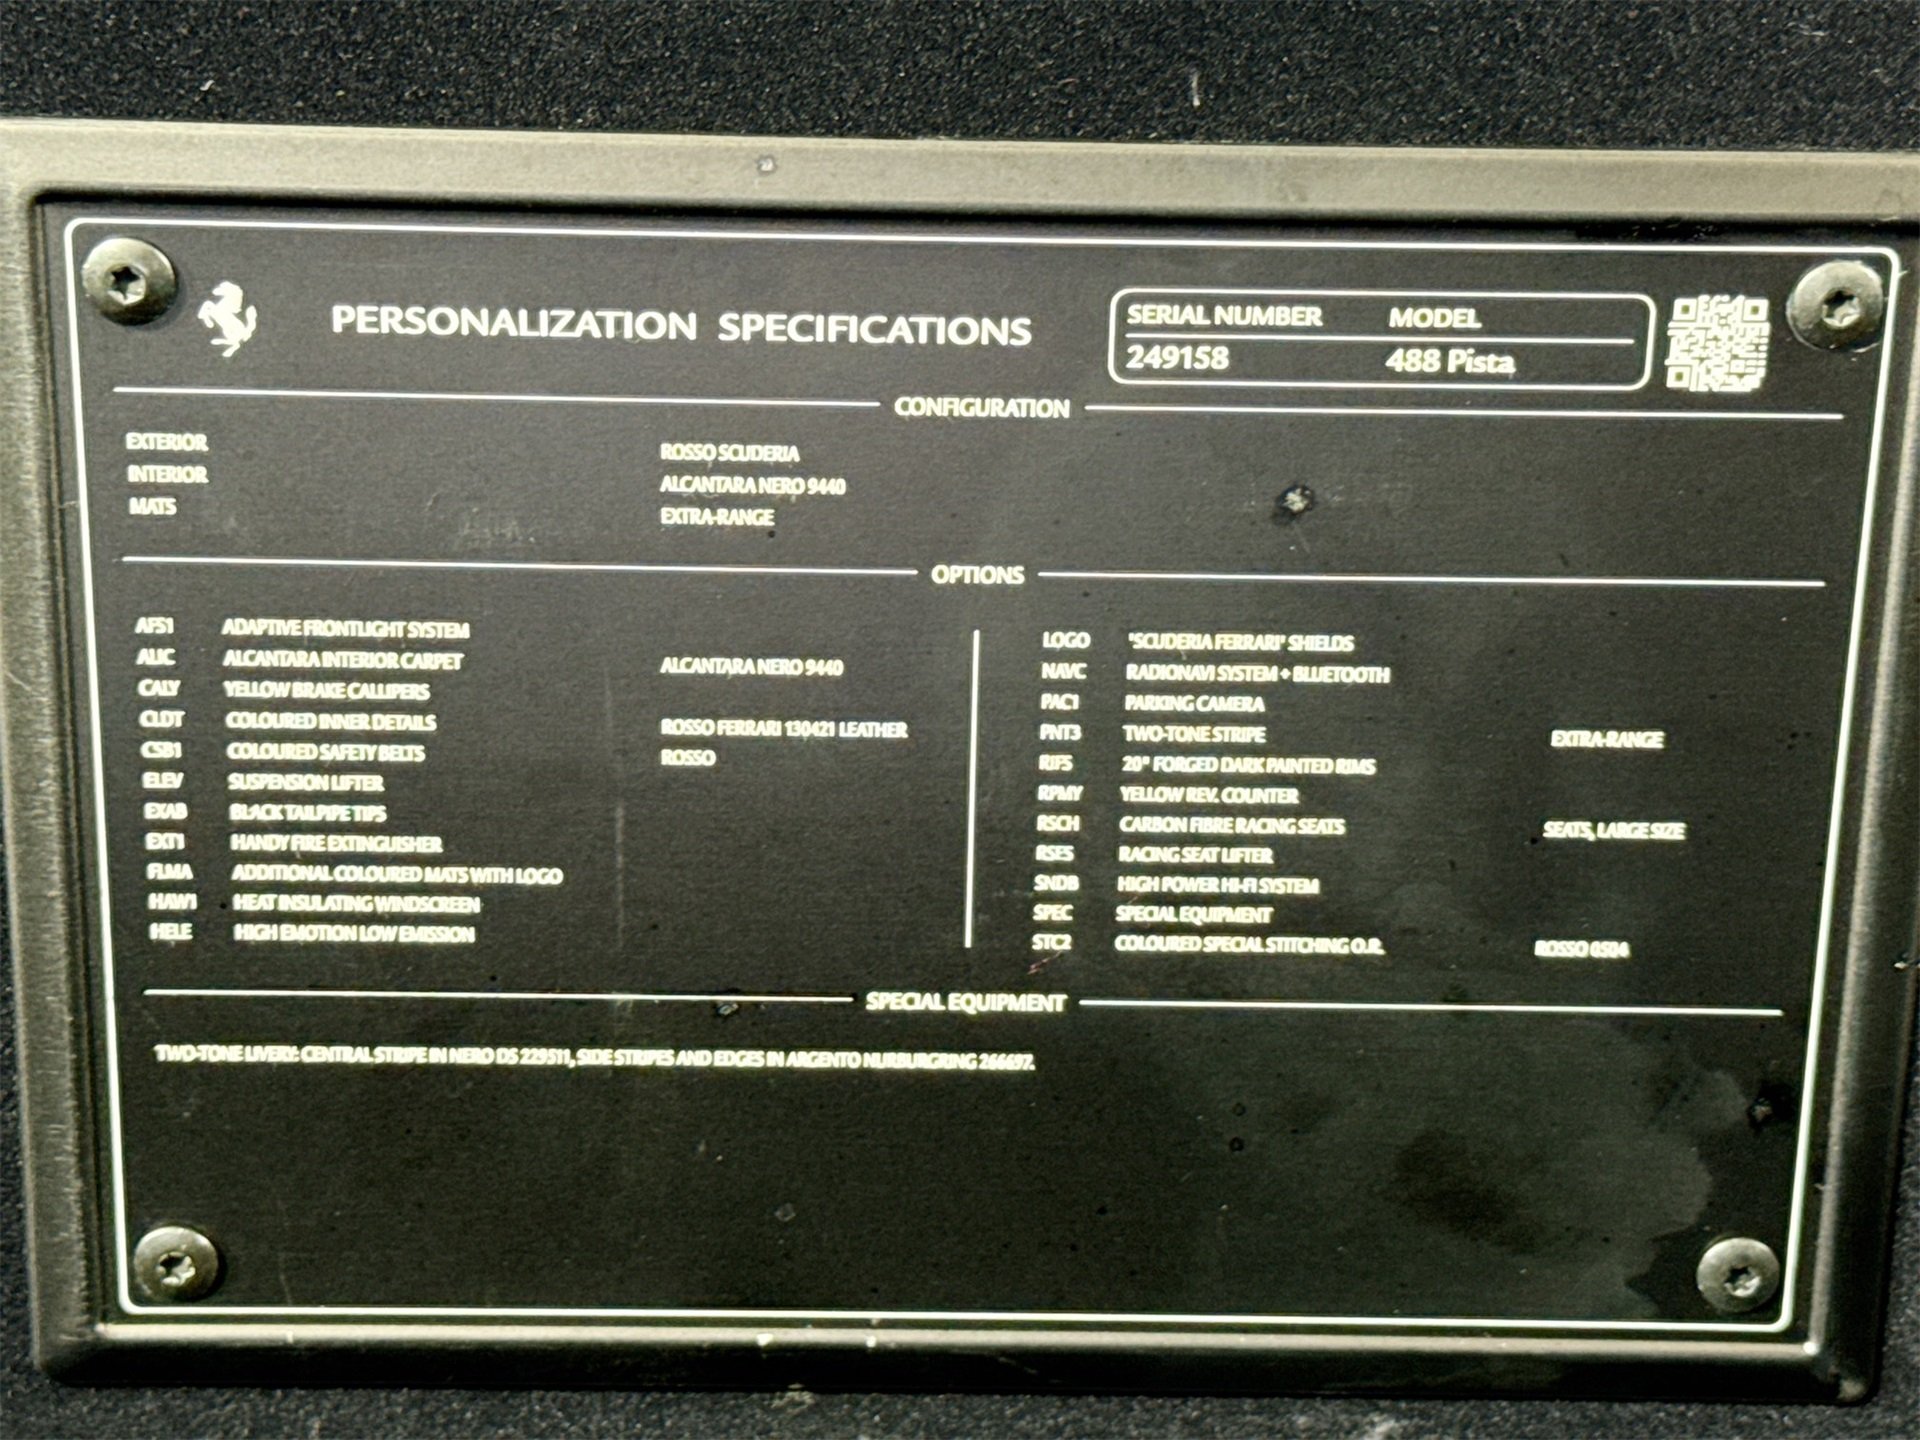 PERSONALIZATION SPECIFICATIONS
SERIAL NUMBER MODEL
249158 488 Pista
CONFIGURATION
EXTERIOR ROSSO SCUDERIA
INTERIOR ALCANTARA NERO 9440
MATS EXTRA-RANGE
OPTIONS
AFS1 ADAPTIVE FRONTLIGHT SYSTEM
ALIC ALCANTARA INTERIOR CARPET ALCANTARA NERO 9440
CALY YELLOW BRAKE CALLIPERS
CLDT COLOURED INNER DETAILS ROSSO FERRARI 130421 LEATHER
CSB1 COLOURED SAFETY BELTS ROSSO
ELEV SUSPENSION LIFTER
EXAB BLACK TAILPIPE TIPS
EXT1 HANDY FIRE EXTINGUISHER
FLMA ADDITIONAL COLOURED MATS WITH LOGO
HAW1 HEAT INSULATING WINDSCREEN
HELE HIGH EMOTION LOW EMISSION
LOGO "SCUDERIA FERRARI" SHIELDS
NAVC RADIONAVI SYSTEM + BLUETOOTH
PAC1 PARKING CAMERA
PNT3 TWO-TONE STRIPE EXTRA-RANGE
RIF5 20" FORGED DARK PAINTED RIMS
RPMY YELLOW REV. COUNTER
RSCH CARBON FIBRE RACING SEATS SEATS, LARGE SIZE
RSES RACING SEAT LIFTER
SNDB HIGH POWER HI-FI SYSTEM
SPEC SPECIAL EQUIPMENT
STC2 COLOURED SPECIAL STITCHING O.R. ROSSO 0504
SPECIAL EQUIPMENT
TWO-TONE LIVERY: CENTRAL STRIPE IN NERO DS 229511, SIDE STRIPES AND EDGES IN ARGENTO NURBURGRING 266697.